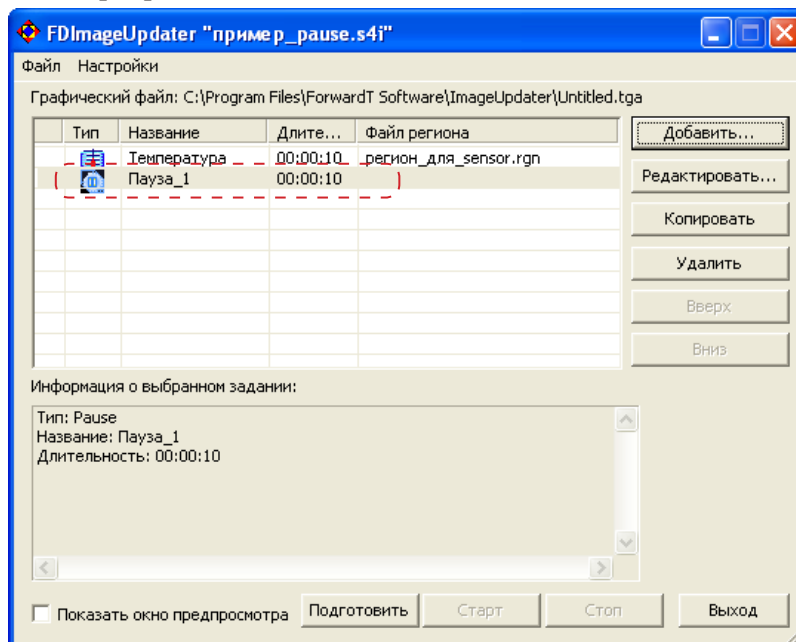 FDImageUpdater "пример_pause.s4i"
Файл Настройки
Графический файл: C:\Program Files\ForwardT Software\ImageUpdater\Untitled.tga
Тип Название Длите... Файл региона
Температура 00:00:10 регион_для_sensor.rgn
Пауза_1 00:00:10
Добавить...
Редактировать...
Копировать
Удалить
Вверх
Вниз
Информация о выбранном задании:
Тип: Pause
Название: Пауза_1
Длительность: 00:00:10
Показать окно предпросмотра Подготовить Старт Стоп Выход